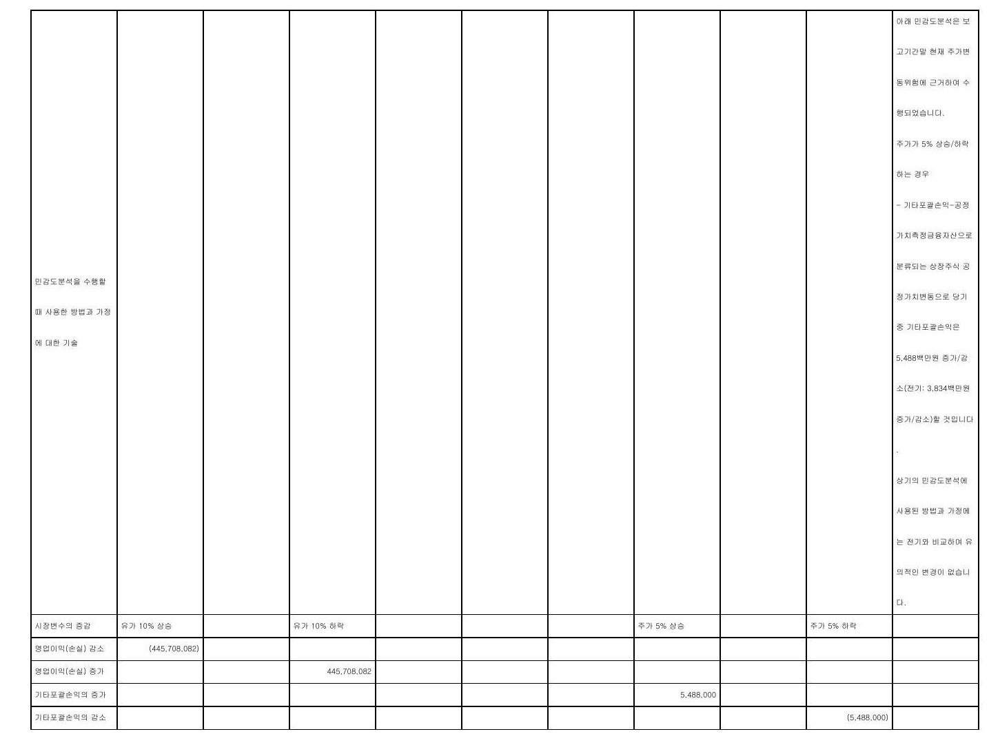 민감도분석을 수행할
때 사용한 방법과 가정
에 대한 기술
아래 민감도분석은 보
고기간말 현재 주가변
동위험에 근거하여 수
행되었습니다.
주가가 5% 상승/하락
하는 경우
- 기타포괄손익-공정
가치측정금융자산으로
분류되는 상장주식 공
정가치변동으로 당기
중 기타포괄손익은
5,488백만원 증가/감
소(전기: 3,834백만원
증가/감소)할 것입니다
.
상기의 민감도분석에
사용된 방법과 가정에
는 전기와 비교하여 유
의적인 변경이 없습니
다.
시장변수의 증감 유가 10% 상승 유가 10% 하락 주가 5% 상승 주가 5% 하락
영업이익(손실) 감소 (445,708,082)
영업이익(손실) 증가 445,708,082
기타포괄손익의 증가 5,488,000
기타포괄손익의 감소 (5,488,000)